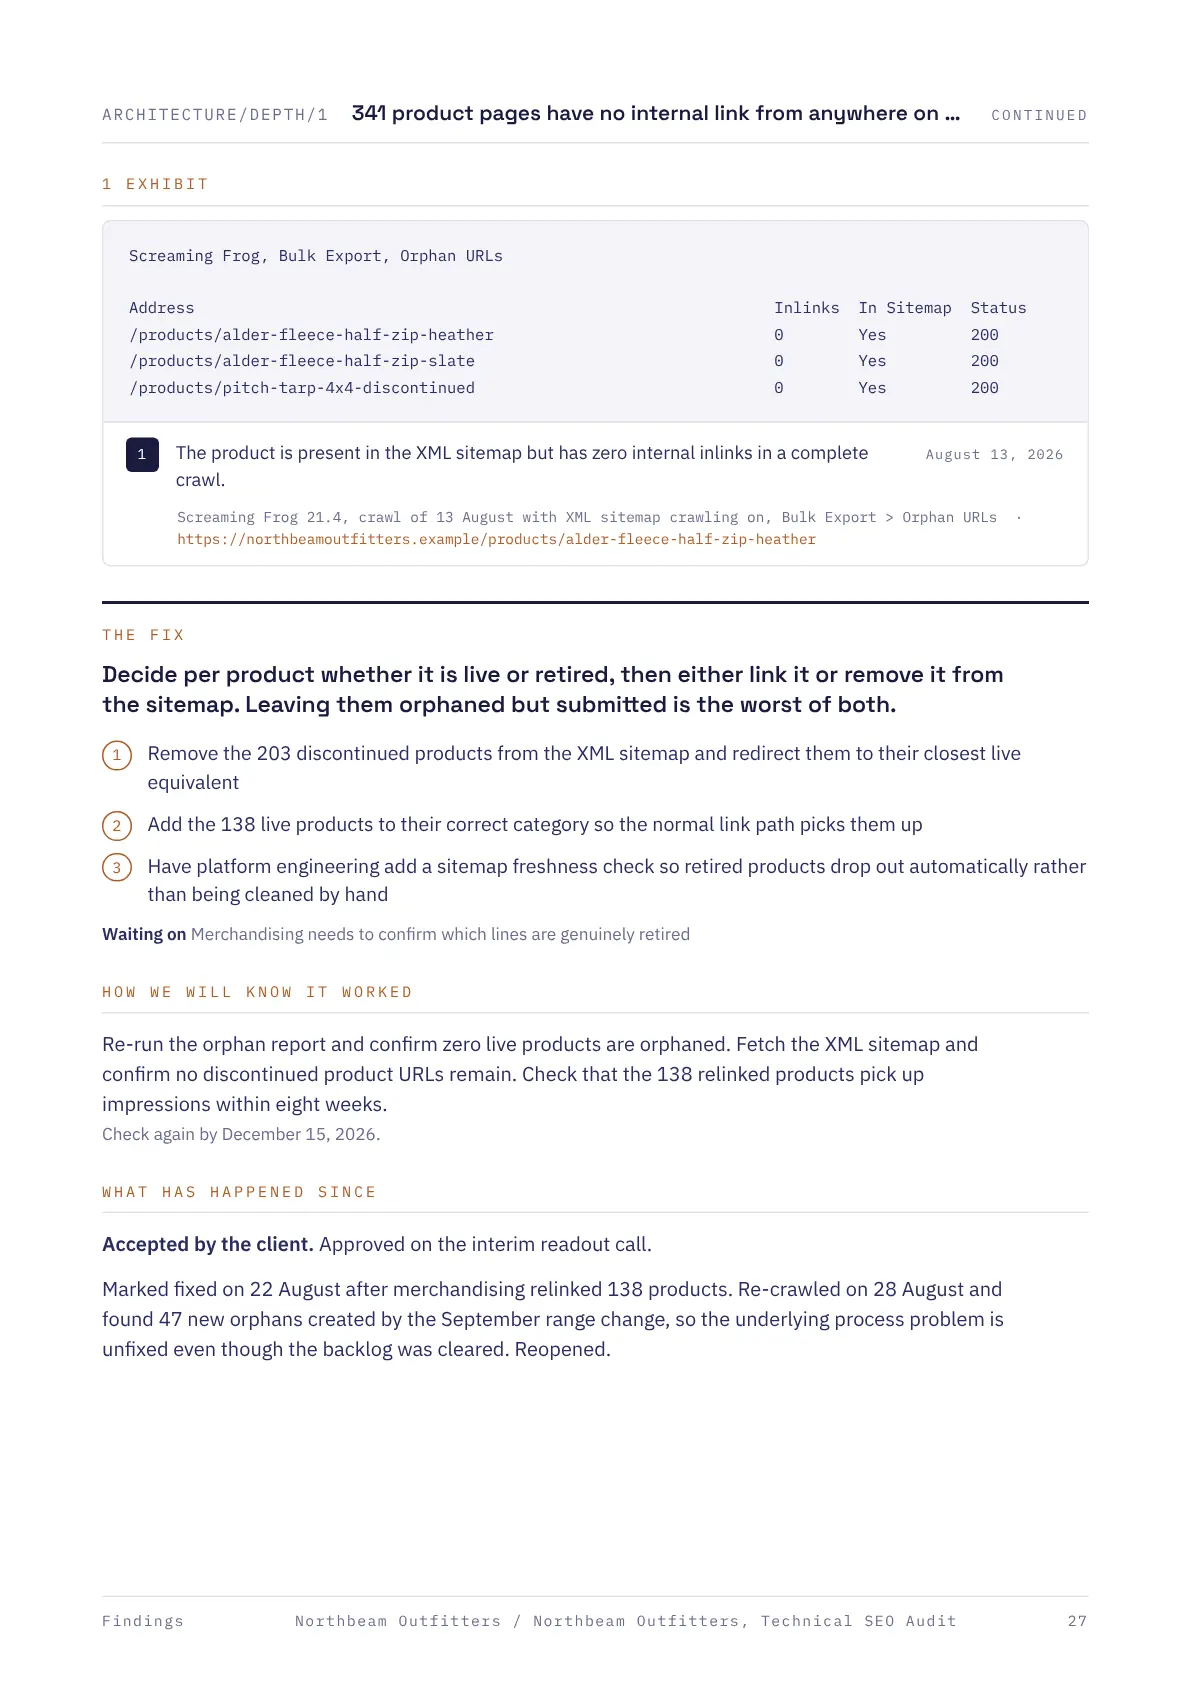 ARCHITECTURE/DEPTH/1 341 product pages have no internal link from anywhere on ... CONTINUED
1 EXHIBIT
Screaming Frog, Bulk Export, Orphan URLs
Address Inlinks In Sitemap Status
/products/alder-fleece-half-zip-heather 0 Yes 200
/products/alder-fleece-half-zip-slate 0 Yes 200
/products/pitch-tarp-4x4-discontinued 0 Yes 200
1 The product is present in the XML sitemap but has zero internal inlinks in a complete August 13, 2026
crawl.
Screaming Frog 21.4, crawl of 13 August with XML sitemap crawling on, Bulk Export > Orphan URLs ·
https://northbeamoutfitters.example/products/alder-fleece-half-zip-heather
THE FIX
Decide per product whether it is live or retired, then either link it or remove it from
the sitemap. Leaving them orphaned but submitted is the worst of both.
1 Remove the 203 discontinued products from the XML sitemap and redirect them to their closest live
equivalent
2 Add the 138 live products to their correct category so the normal link path picks them up
3 Have platform engineering add a sitemap freshness check so retired products drop out automatically rather
than being cleaned by hand
Waiting on Merchandising needs to confirm which lines are genuinely retired
HOW WE WILL KNOW IT WORKED
Re-run the orphan report and confirm zero live products are orphaned. Fetch the XML sitemap and
confirm no discontinued product URLs remain. Check that the 138 relinked products pick up
impressions within eight weeks.
Check again by December 15, 2026.
WHAT HAS HAPPENED SINCE
Accepted by the client. Approved on the interim readout call.
Marked fixed on 22 August after merchandising relinked 138 products. Re-crawled on 28 August and
found 47 new orphans created by the September range change, so the underlying process problem is
unfixed even though the backlog was cleared. Reopened.
Findings Northbeam Outfitters / Northbeam Outfitters, Technical SEO Audit 27